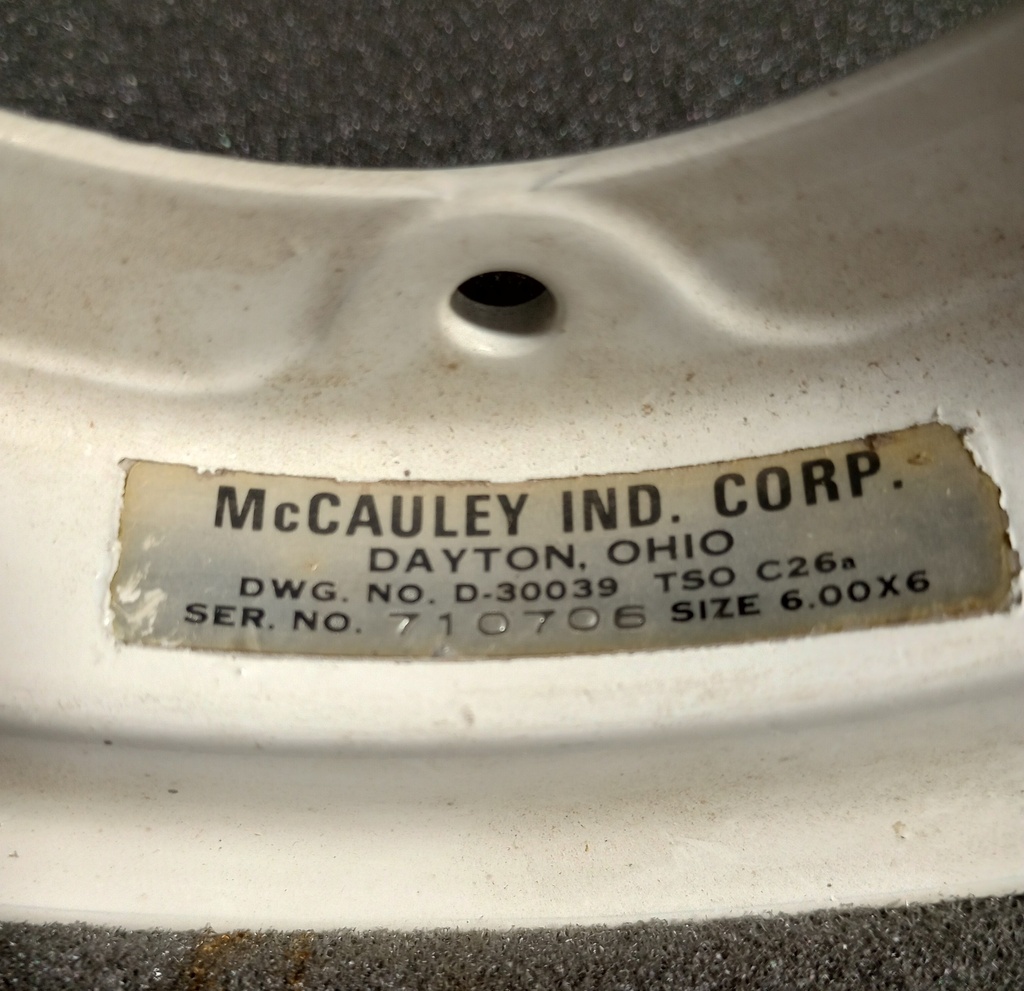 McCAULEY IND. CORP.
DAYTON, OHIO
DWG. NO. D-30039 TSO C26a
SER. NO. 710706 SIZE 6.00X6